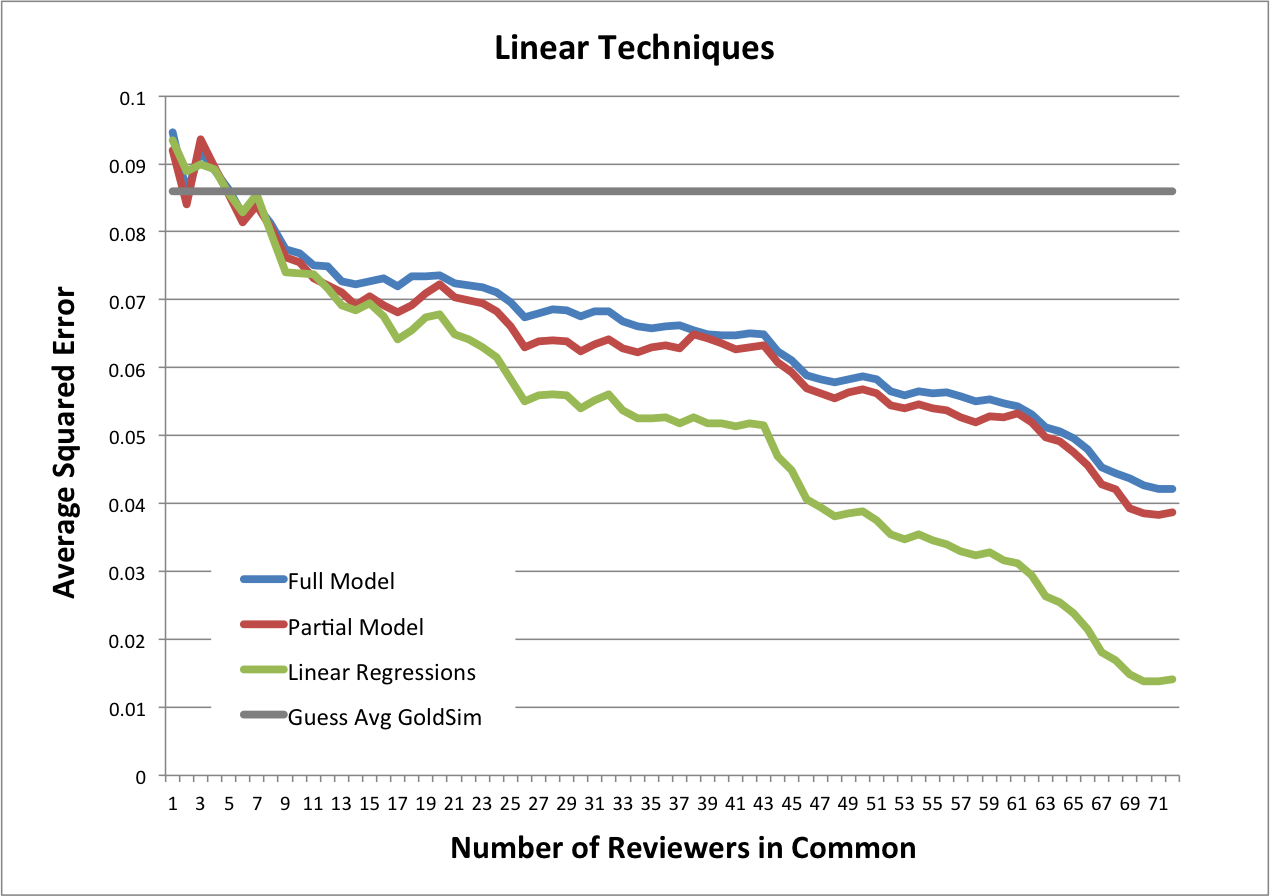 Linear Techniques
Average Squared Error
0.1
0.09
0.08
0.07
0.06
0.05
0.04
0.03
0.02
0.01
0
Full Model
Partial Model
Linear Regressions
Guess Avg GoldSim
1 3 5 7 9 11 13 15 17 19 21 23 25 27 29 31 33 35 37 39 41 43 45 47 49 51 53 55 57 59 61 63 65 67 69 71
Number of Reviewers in Common